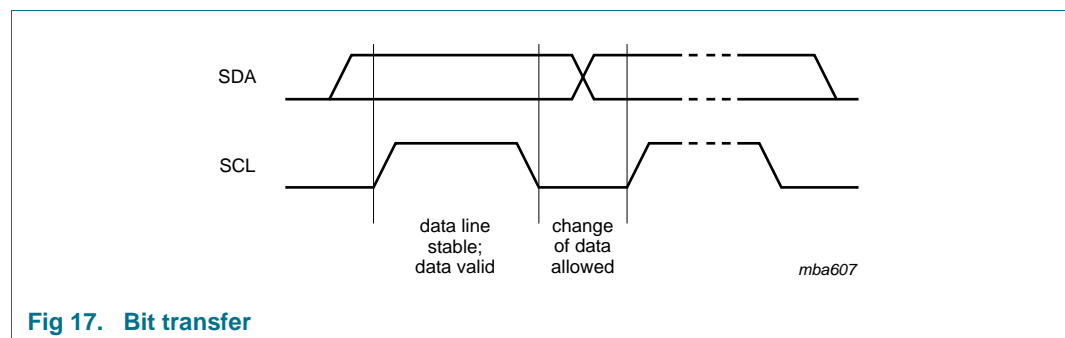 SDA
SCL
data line
stable;
data valid
change
of data
allowed
mba607
Fig 17. Bit transfer